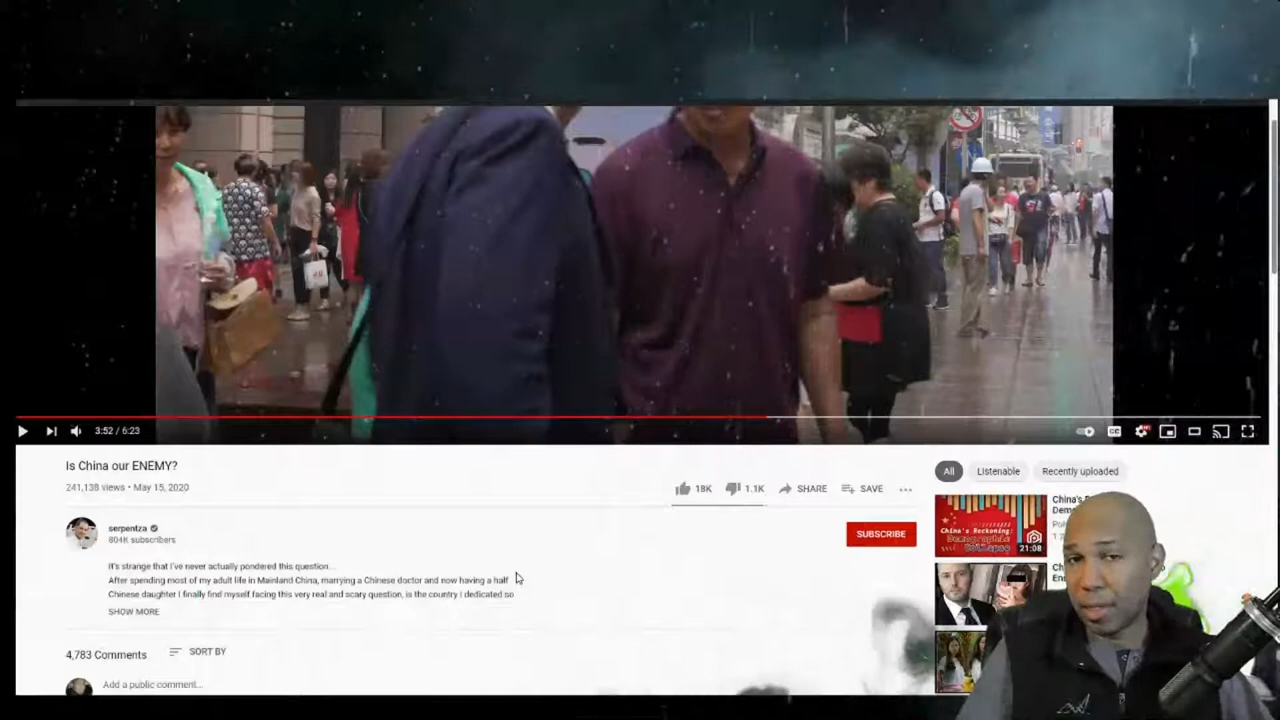 H&M
3:52 / 6:23
CC
Is China our ENEMY?
241,138 views • May 15, 2020
18K
1.1K
SHARE
SAVE
serpentza
804K subscribers
SUBSCRIBE
It's strange that I've never actually pondered this question...
After spending most of my adult life in Mainland China, marrying a Chinese doctor and now having a half
Chinese daughter I finally find myself facing this very real and scary question, is the country I dedicated so
SHOW MORE
4,783 Comments
SORT BY
Add a public comment...
All
Listenable
Recently uploaded
China's Reckoning:
Demographic
Collapse
21:08
China's